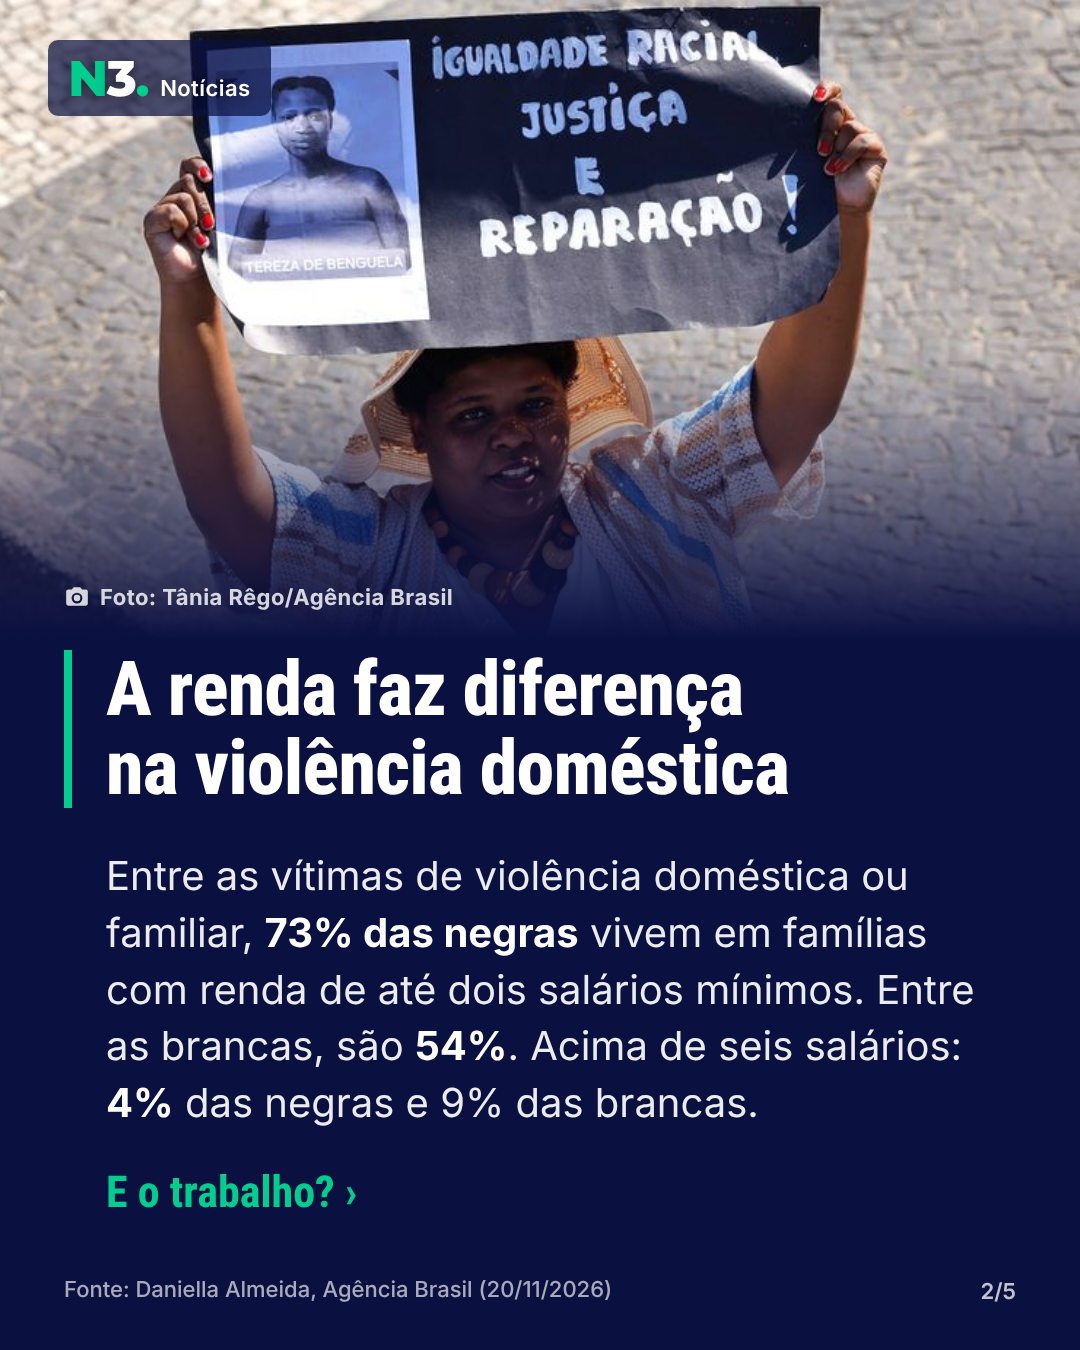 N3. Notícias
IGUALDADE RACIAL
JUSTIÇA
E
REPARAÇÃO!
TEREZA DE BENGUELA
Foto: Tânia Rêgo/Agência Brasil
A renda faz diferença
na violência doméstica
Entre as vítimas de violência doméstica ou
familiar, 73% das negras vivem em famílias
com renda de até dois salários mínimos. Entre
as brancas, são 54%. Acima de seis salários:
4% das negras e 9% das brancas.
E o trabalho? ›
Fonte: Daniella Almeida, Agência Brasil (20/11/2026)
2/5